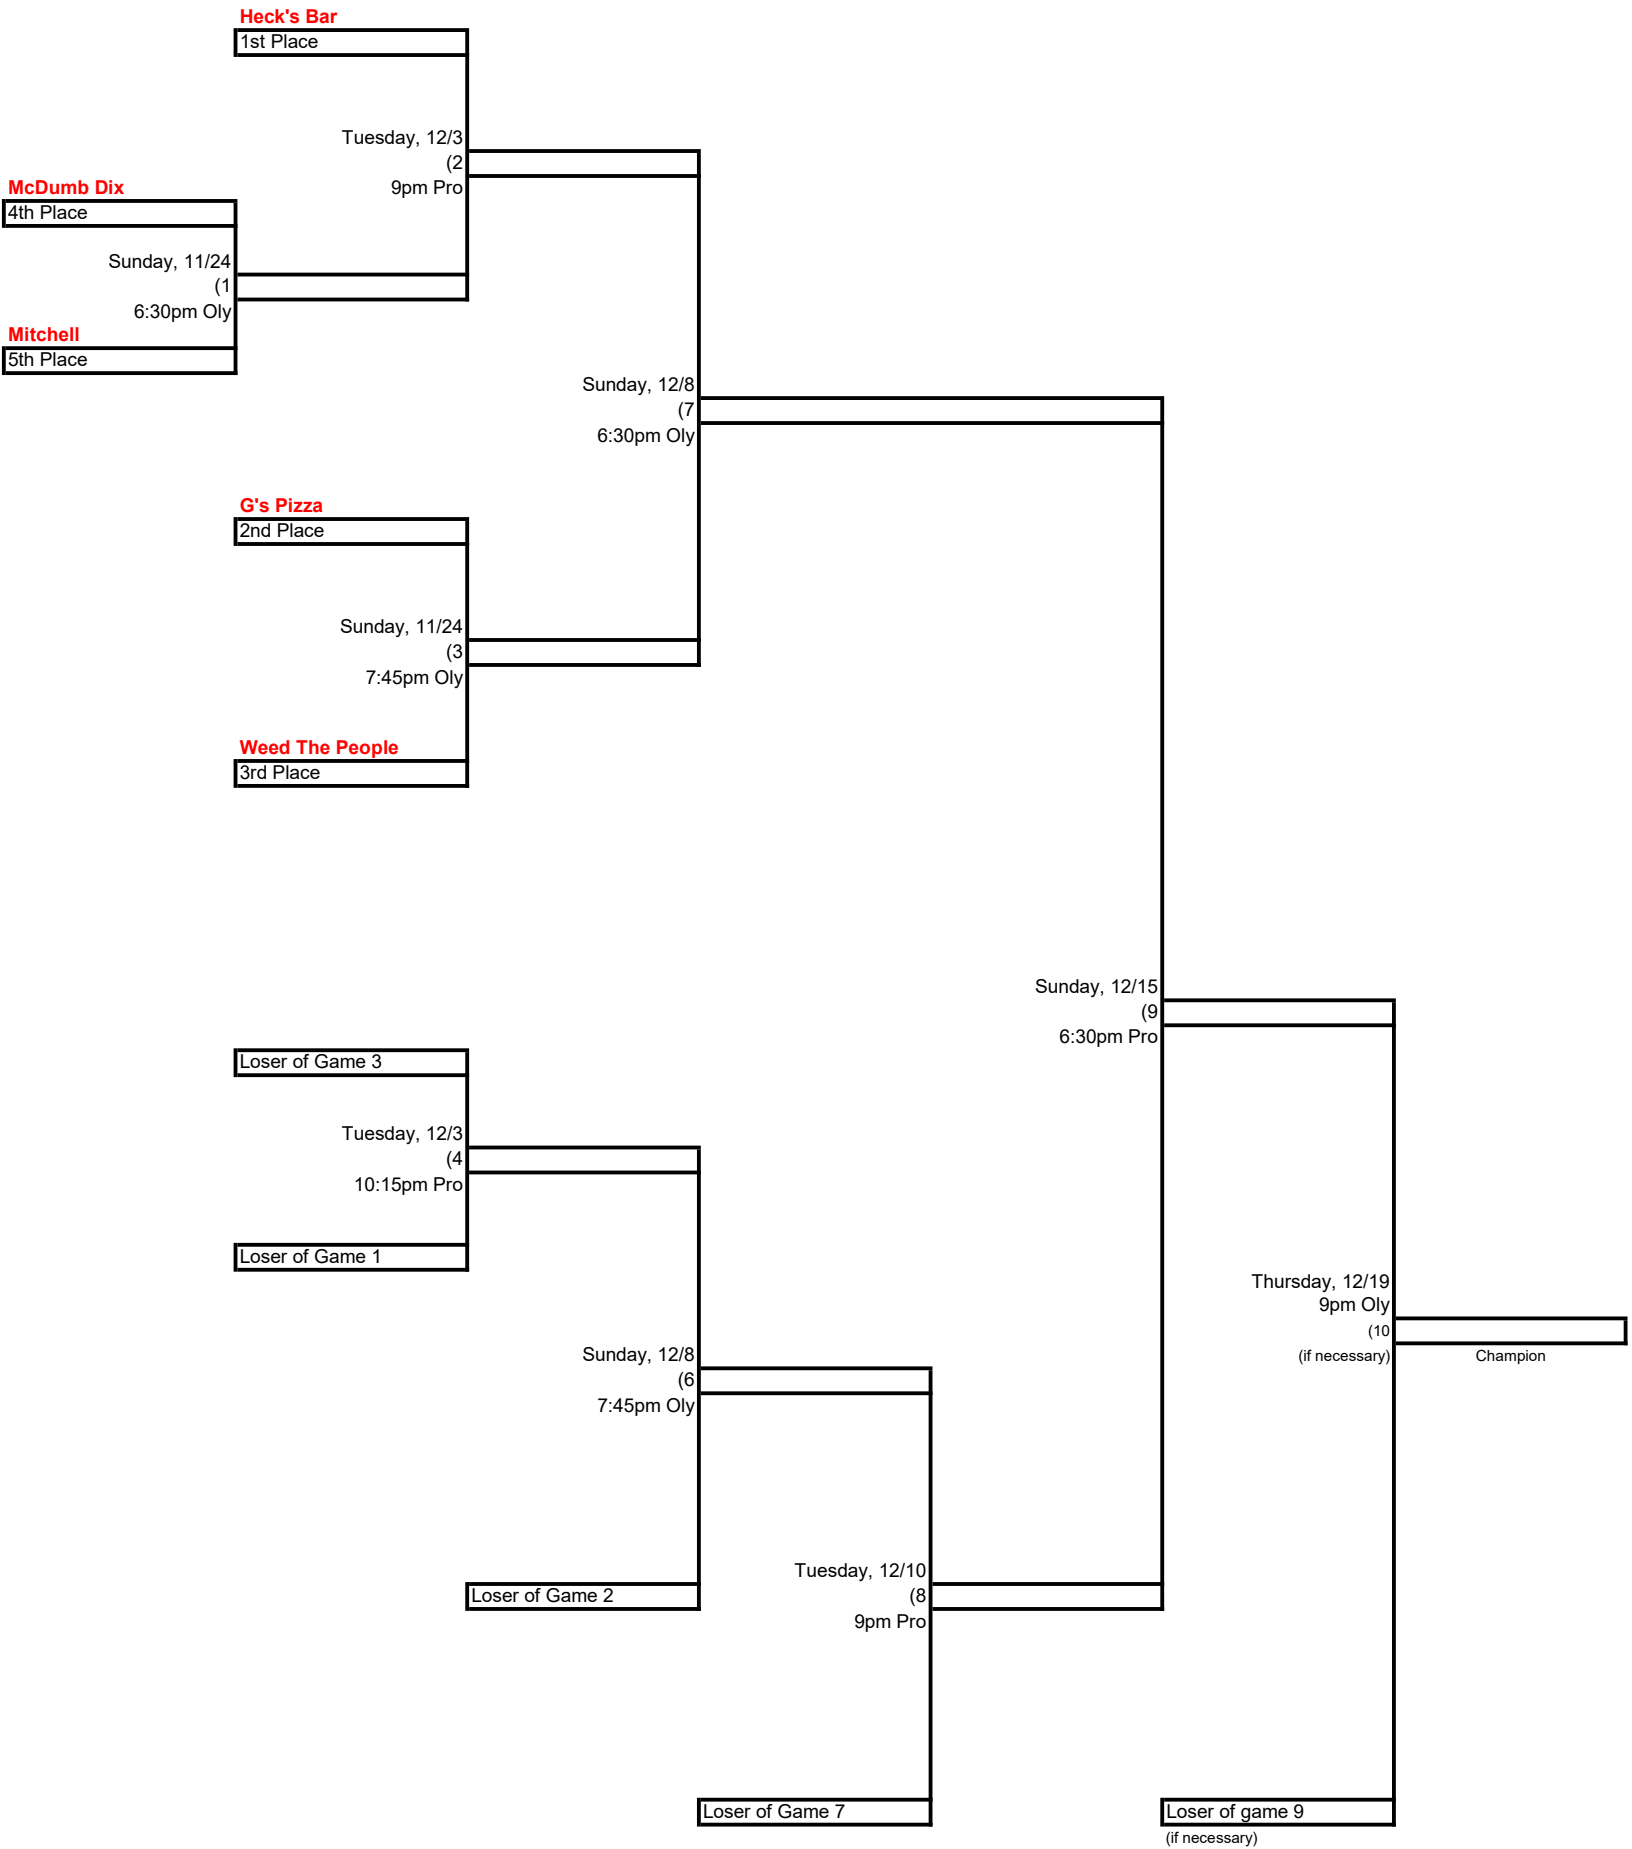 Heck's Bar
1st Place
Tuesday, 12/3
(2
9pm Pro
McDumb Dix
4th Place
Sunday, 11/24
(1
6:30pm Oly
Mitchell
5th Place
Sunday, 12/8
(7
6:30pm Oly
G's Pizza
2nd Place
Sunday, 11/24
(3
7:45pm Oly
Weed The People
3rd Place
Sunday, 12/15
(9
6:30pm Pro
Loser of Game 3
Tuesday, 12/3
(4
10:15pm Pro
Loser of Game 1
Thursday, 12/19
9pm Oly
(10
(if necessary)
Champion
Sunday, 12/8
(6
7:45pm Oly
Loser of Game 2
Tuesday, 12/10
(8
9pm Pro
Loser of Game 7
Loser of game 9
(if necessary)